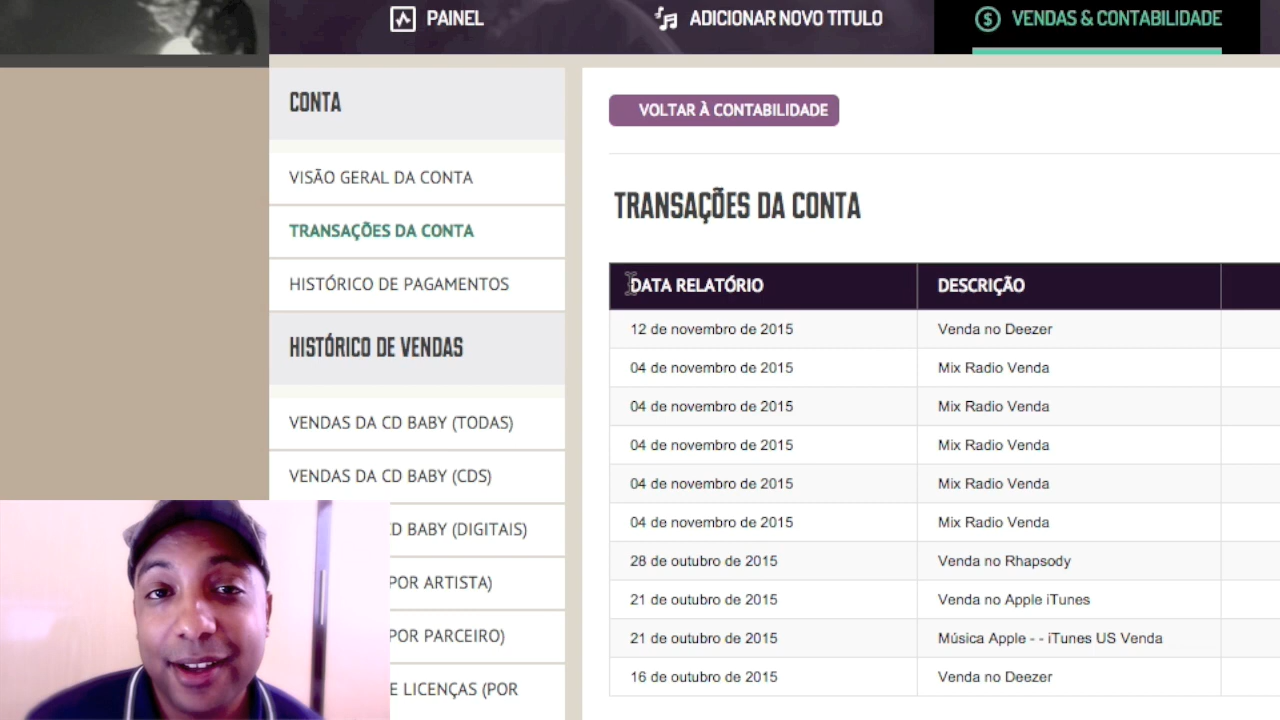 PAINEL
ADICIONAR NOVO TITULO
$ VENDAS & CONTABILIDADE
CONTA
VISÃO GERAL DA CONTA
TRANSAÇÕES DA CONTA
HISTÓRICO DE PAGAMENTOS
HISTÓRICO DE VENDAS
VENDAS DA CD BABY (TODAS)
VENDAS DA CD BABY (CDS)
CD BABY (DIGITAIS)
POR ARTISTA)
POR PARCEIRO)
E LICENÇAS (POR
VOLTAR À CONTABILIDADE
TRANSAÇÕES DA CONTA
DATA RELATÓRIO DESCRIÇÃO
12 de novembro de 2015 Venda no Deezer
04 de novembro de 2015 Mix Radio Venda
04 de novembro de 2015 Mix Radio Venda
04 de novembro de 2015 Mix Radio Venda
04 de novembro de 2015 Mix Radio Venda
04 de novembro de 2015 Mix Radio Venda
28 de outubro de 2015 Venda no Rhapsody
21 de outubro de 2015 Venda no Apple iTunes
21 de outubro de 2015 Música Apple - - iTunes US Venda
16 de outubro de 2015 Venda no Deezer